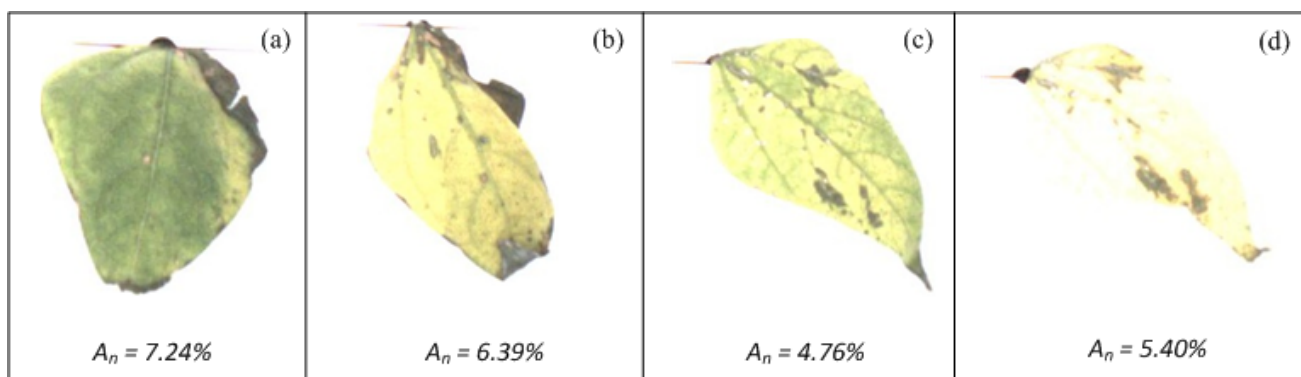 (a)
(b)
(c)
(d)
An = 7.24%
An = 6.39%
An = 4.76%
An = 5.40%